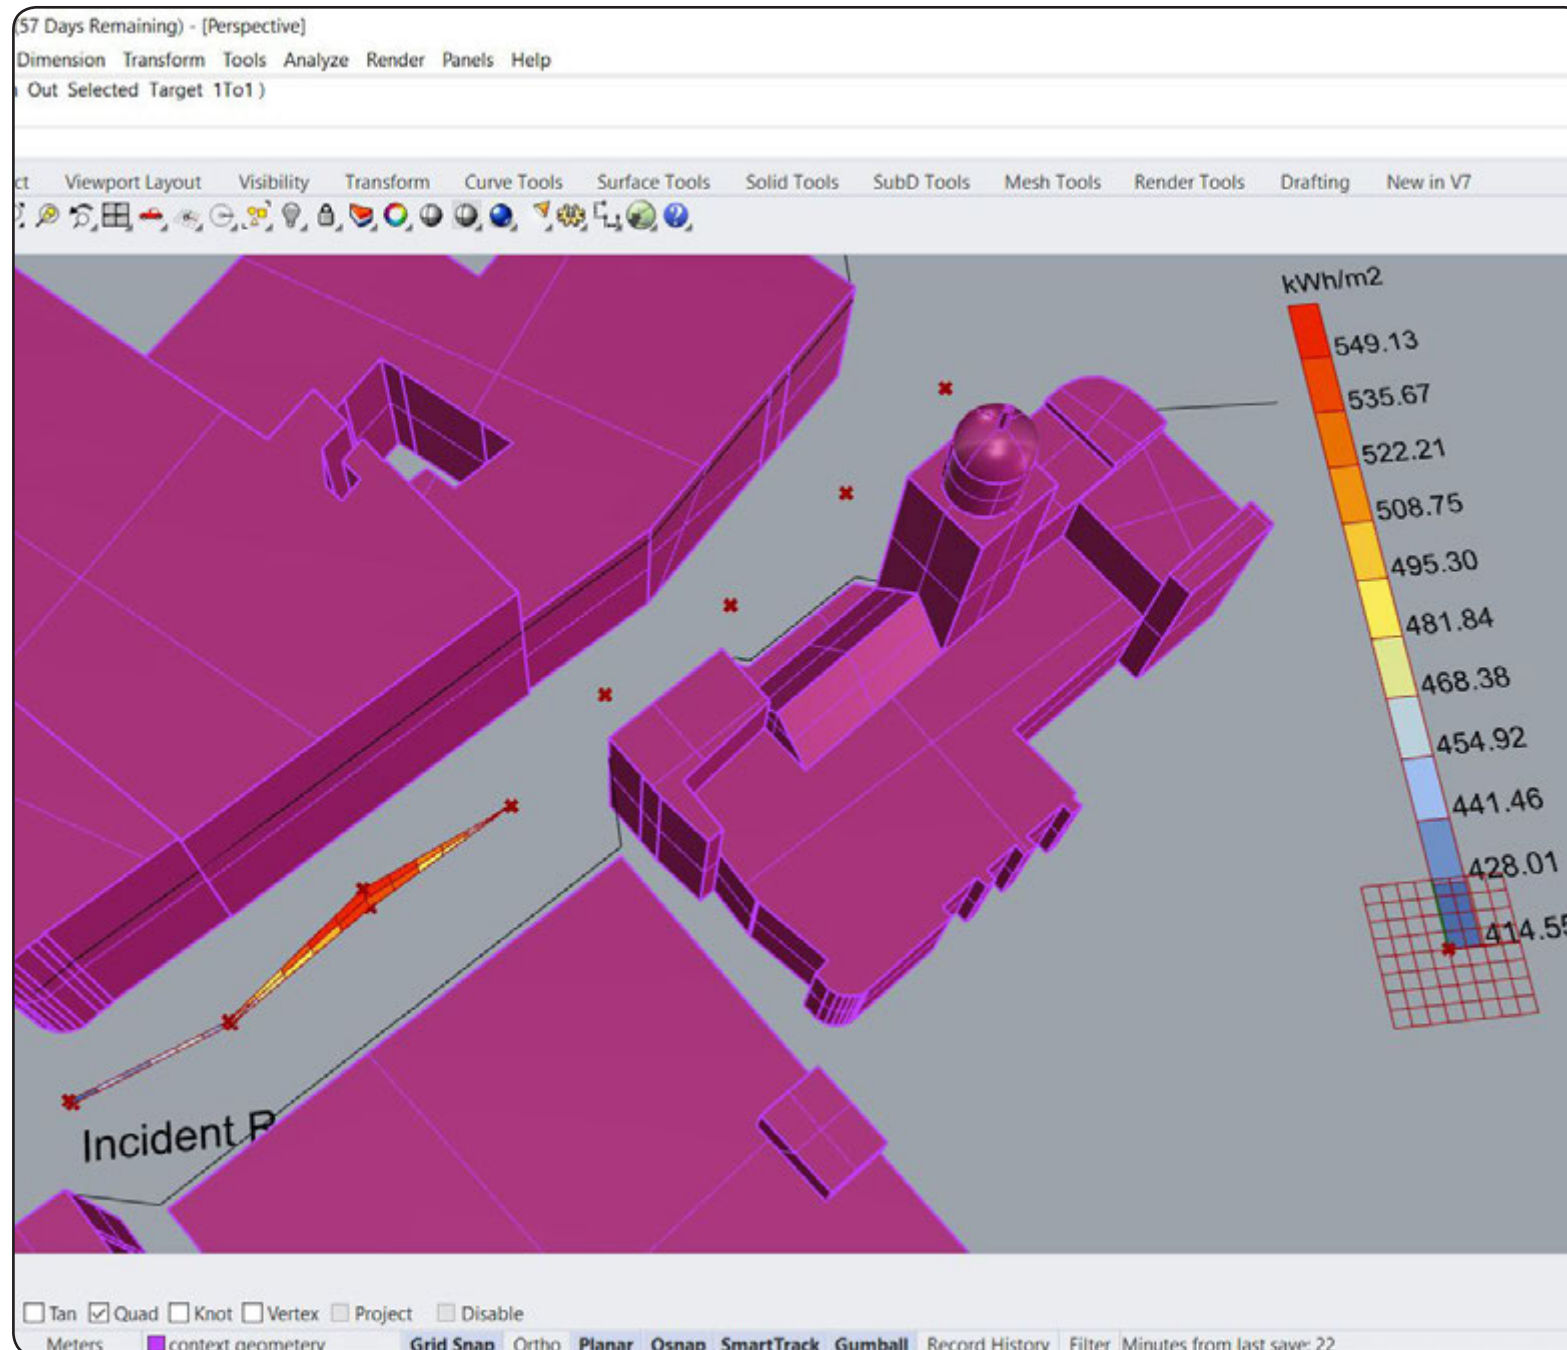 (57 Days Remaining) - [Perspective]
Dimension Transform Tools Analyze Render Panels Help
Out Selected Target 1To1 )
ct Viewport Layout Visibility Transform Curve Tools Surface Tools Solid Tools SubD Tools Mesh Tools Render Tools Drafting New in V7
kWh/m2
549.13
535.67
522.21
508.75
495.30
481.84
468.38
454.92
441.46
428.01
414.55
Incident R
Tan Quad Knot Vertex Project Disable
Meters context geometery Grid Snap Ortho Planar Osnap SmartTrack Gumball Record History Filter Minutes from last save: 22